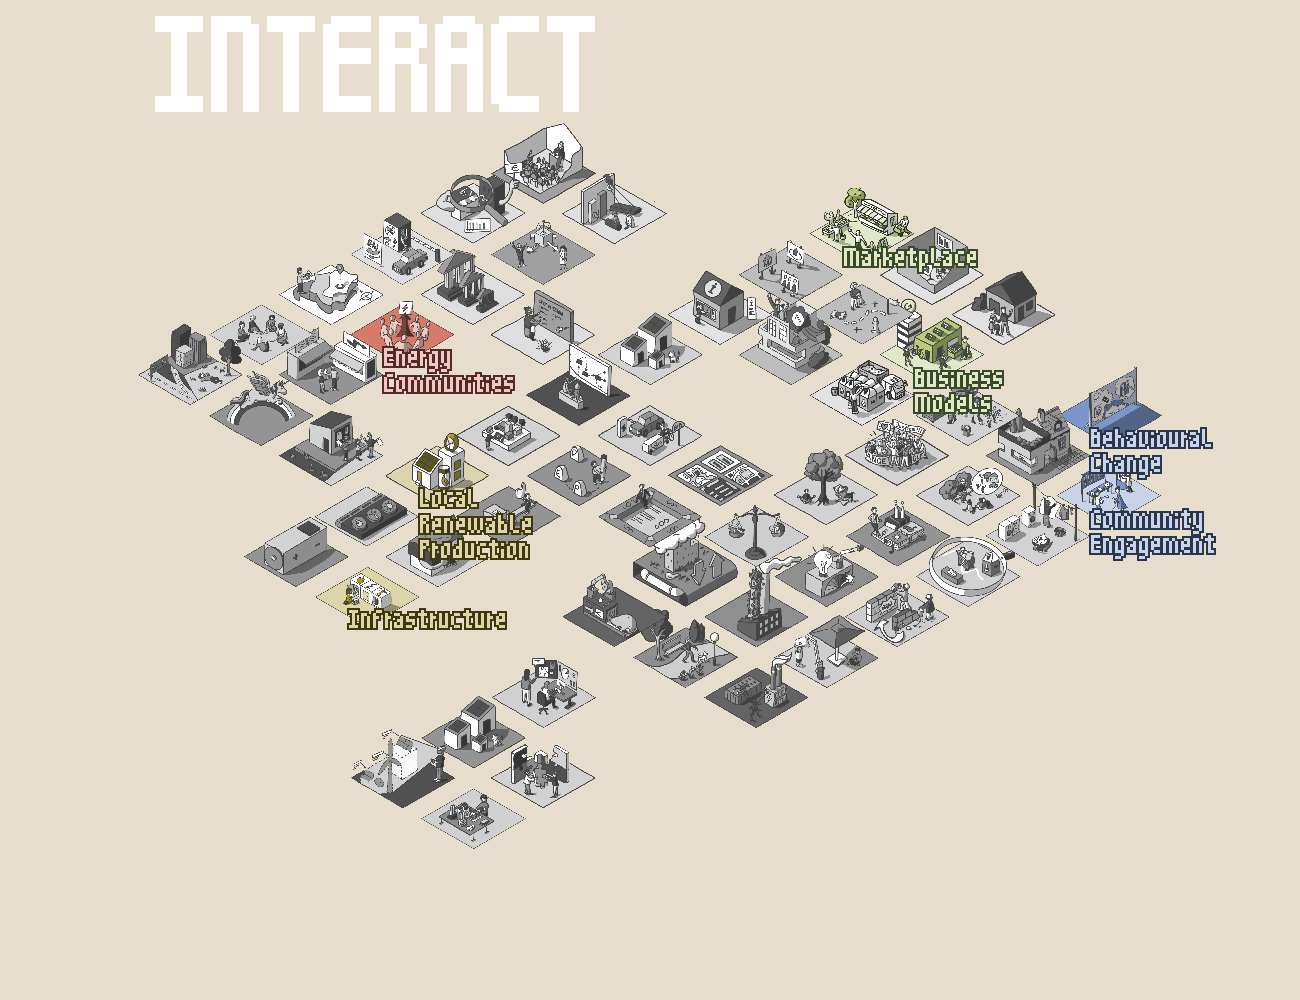 INTERACT
Marketplace
Energy
Communities
Business
Models
Behavioural
Change
Local
Renewable
Production
Community
Engagement
Infrastructure